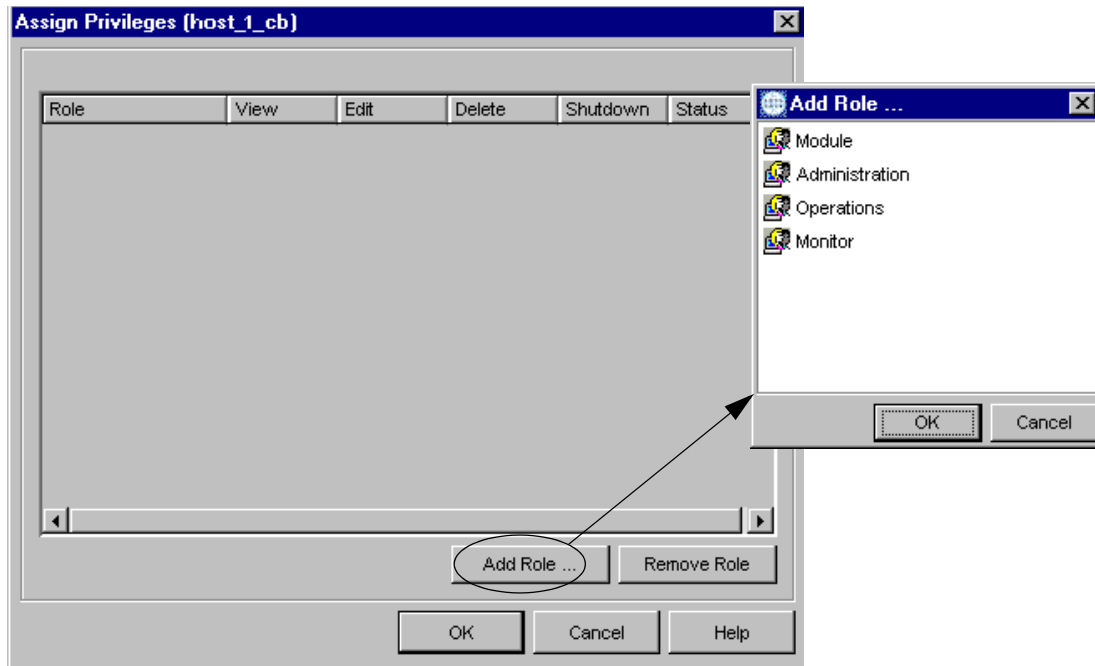 Assign Privileges (host_1_cb)
Role View Edit Delete Shutdown Status
Add Role ... Remove Role
OK Cancel Help
Add Role ...
Module
Administration
Operations
Monitor
OK Cancel